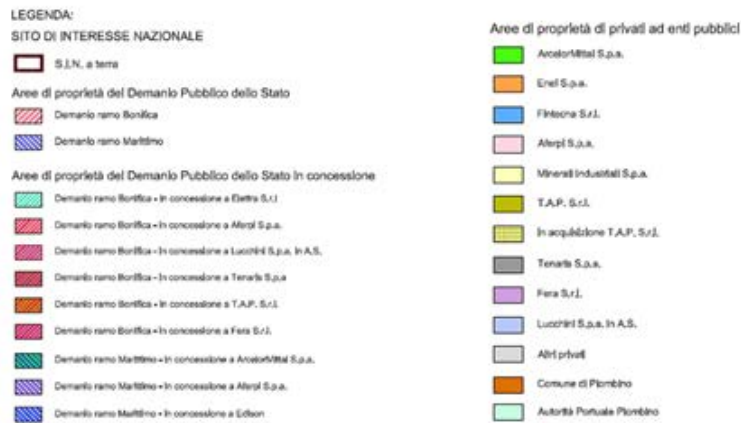 LEGENDA:
SITO DI INTERESSE NAZIONALE
S.I.N. a terra
Aree di proprietà del Demanio Pubblico dello Stato
Demanio ramo Bonifica
Demanio ramo Marittimo
Aree di proprietà del Demanio Pubblico dello Stato in concessione
Demanio ramo Bonifica - In concessione a Elettra S.r.l
Demanio ramo Bonifica - In concessione a Aferpi S.p.a.
Demanio ramo Bonifica - In concessione a Lucchini S.p.a. in A.S.
Demanio ramo Bonifica - In concessione a Tenaris S.p.a
Demanio ramo Bonifica - In concessione a T.A.P. S.r.l.
Demanio ramo Bonifica - In concessione a Fera S.r.l.
Demanio ramo Marittimo - In concessione a ArcelorMittal S.p.a.
Demanio ramo Marittimo - In concessione a Aferpi S.p.a.
Demanio ramo Marittimo - In concessione a Edison
Aree di proprietà di privati ad enti pubblici
ArcelorMittal S.p.a.
Enel S.p.a.
Fintecna S.r.l.
Aferpi S.p.a.
Minerali Industriali S.p.a.
T.A.P. S.r.l.
In acquisizione T.A.P. S.r.l.
Tenaris S.p.a.
Fera S.r.l.
Lucchini S.p.a. in A.S.
Altri privati
Comune di Piombino
Autorità Portuale Piombino